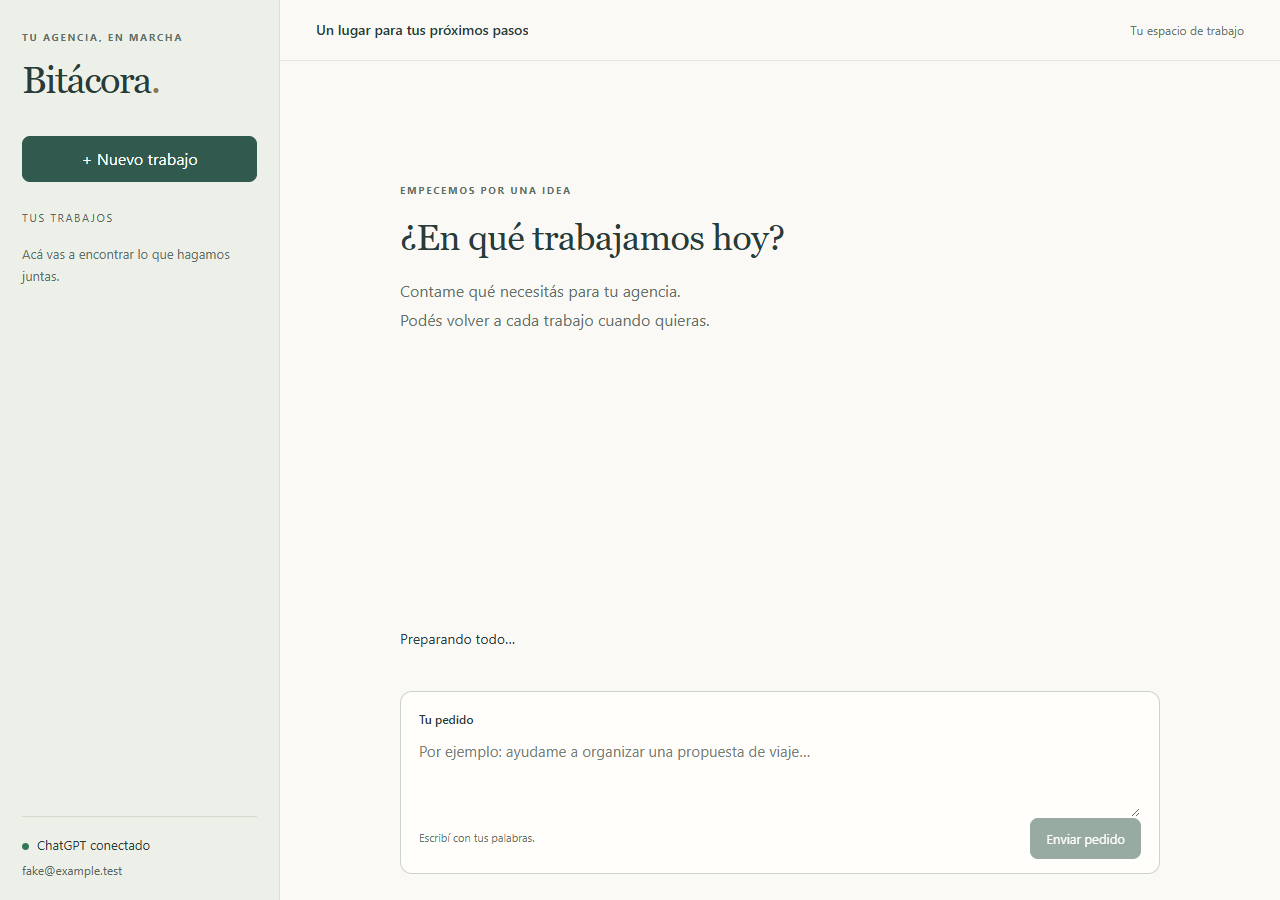 TU AGENCIA, EN MARCHA
Bitácora.
+ Nuevo trabajo
TUS TRABAJOS
Acá vas a encontrar lo que hagamos
juntas.
ChatGPT conectado
fake@example.test
Un lugar para tus próximos pasos
Tu espacio de trabajo
EMPECEMOS POR UNA IDEA
¿En qué trabajamos hoy?
Contame qué necesitás para tu agencia.
Podés volver a cada trabajo cuando quieras.
Preparando todo...
Tu pedido
Por ejemplo: ayudame a organizar una propuesta de viaje...
Escribí con tus palabras.
Enviar pedido